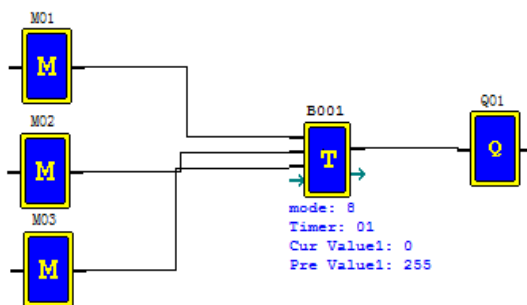 M01
M
M02
M
M03
M
B001
T
mode: 8
Timer: 01
Cur Value1: 0
Pre Value1: 255
Q01
Q